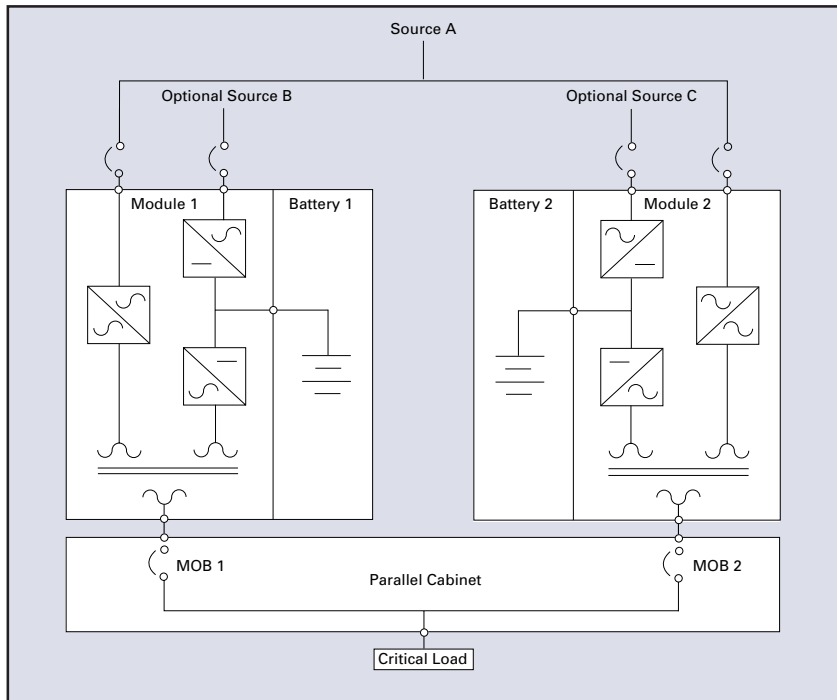 Source A
Optional Source B
Optional Source C
Module 1
Battery 1
Battery 2
Module 2
MOB 1
Parallel Cabinet
MOB 2
Critical Load